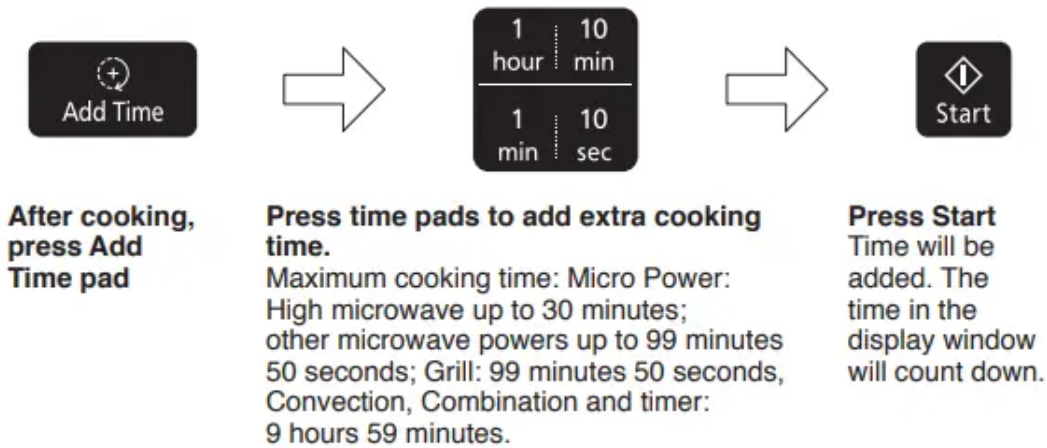 Add Time
1 hour
10 min
1 min
10 sec
Start
After cooking,
press Add
Time pad
Press time pads to add extra cooking
time.
Maximum cooking time: Micro Power:
High microwave up to 30 minutes;
other microwave powers up to 99 minutes
50 seconds; Grill: 99 minutes 50 seconds,
Convection, Combination and timer:
9 hours 59 minutes.
Press Start
Time will be
added. The
time in the
display window
will count down.